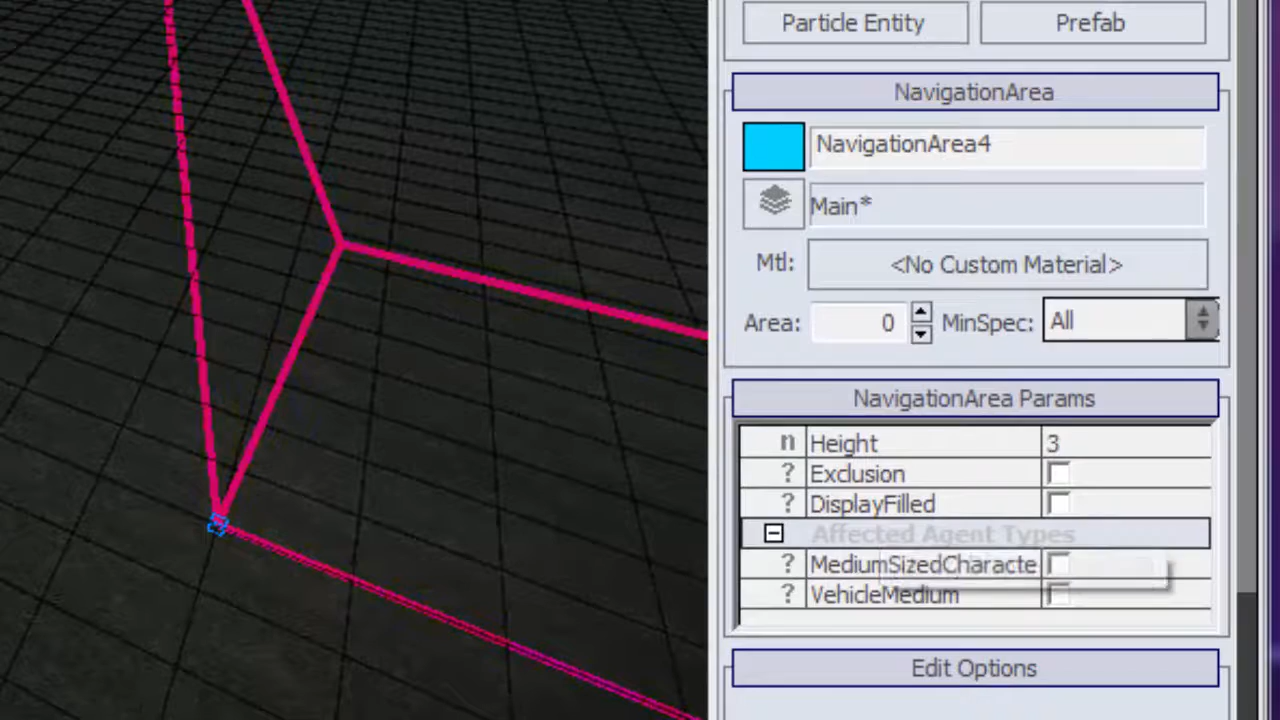 Particle Entity Prefab
NavigationArea
NavigationArea4
Main*
Mtl: <No Custom Material>
Area: 0 MinSpec: All
NavigationArea Params
n Height 3
? Exclusion
? DisplayFilled
Affected Agent Types
? MediumSizedCharacte
? VehicleMedium
Edit Options